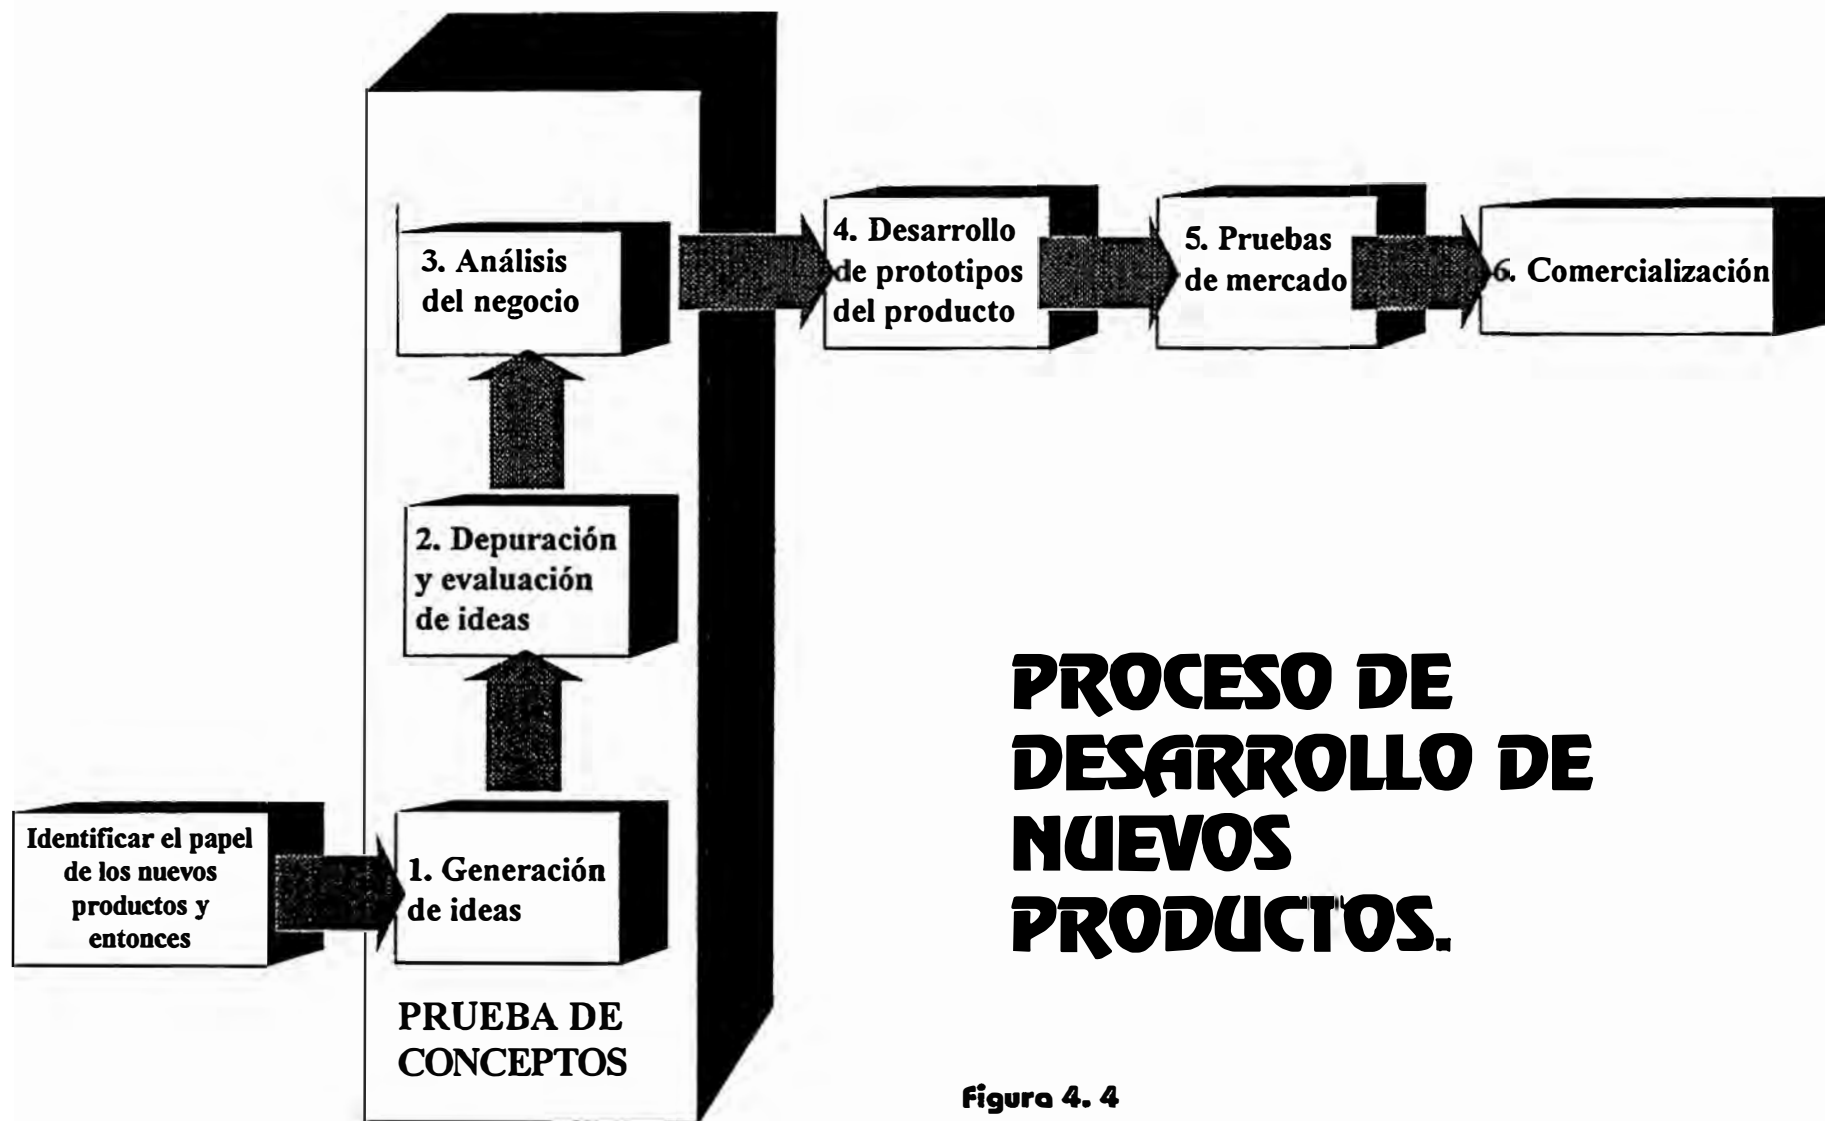 Identificar el papel
de los nuevos
productos y
entonces
1. Generación
de ideas
PRUEBA DE
CONCEPTOS
2. Depuración
y evaluación
de ideas
3. Análisis
del negocio
4. Desarrollo
de prototipos
del producto
5. Pruebas
de mercado
6. Comercialización
PROCESO DE
DESARROLLO DE
NUEVOS
PRODUCTOS.
Figura 4. 4